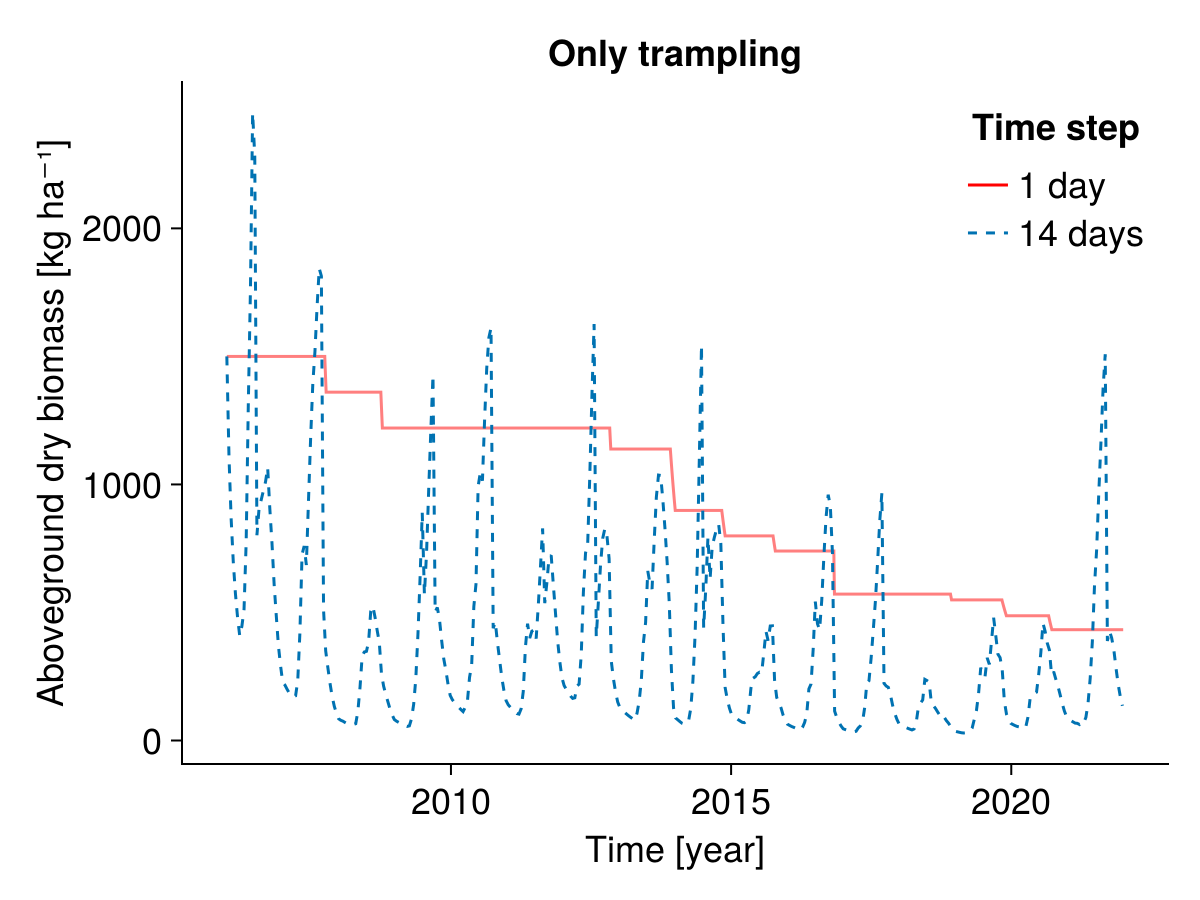 Only trampling
Time step
1 day
14 days
Aboveground dry biomass [kg ha⁻¹]
2000
1000
0
2010
2015
2020
Time [year]